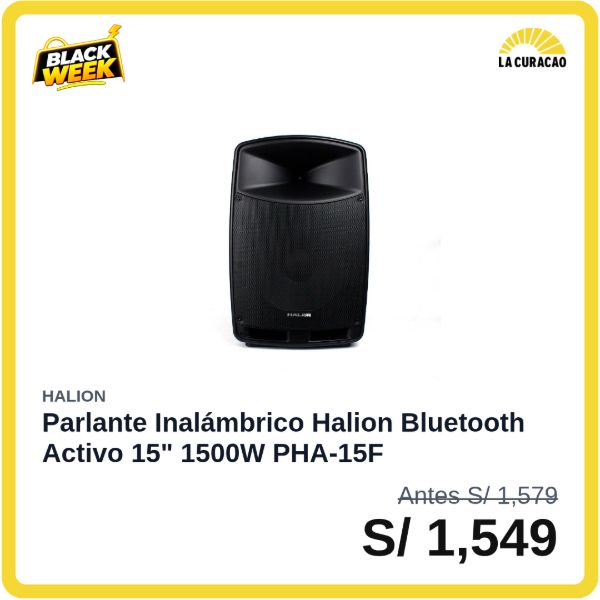 BLACK
WEEK
LA CURACAO
HALION
HALION
Parlante Inalámbrico Halion Bluetooth
Activo 15" 1500W PHA-15F
Antes S/ 1,579
S/ 1,549